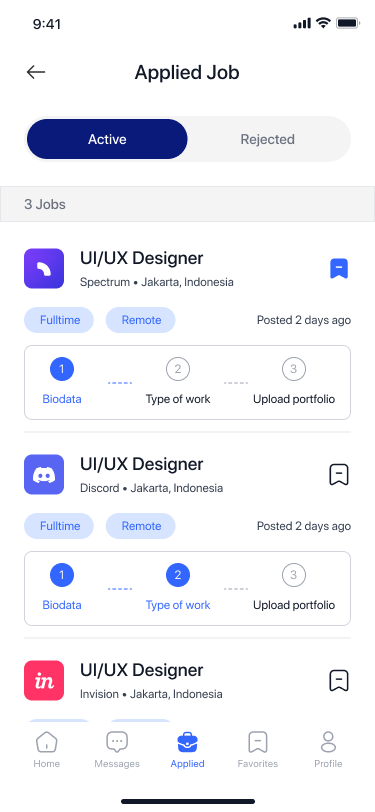 9:41
Applied Job
Active
Rejected
3 Jobs
UI/UX Designer
Spectrum • Jakarta, Indonesia
Fulltime
Remote
Posted 2 days ago
1
2
3
Biodata
Type of work
Upload portfolio
UI/UX Designer
Discord • Jakarta, Indonesia
Fulltime
Remote
Posted 2 days ago
1
2
3
Biodata
Type of work
Upload portfolio
in
UI/UX Designer
Invision • Jakarta, Indonesia
Home
Messages
Applied
Favorites
Profile